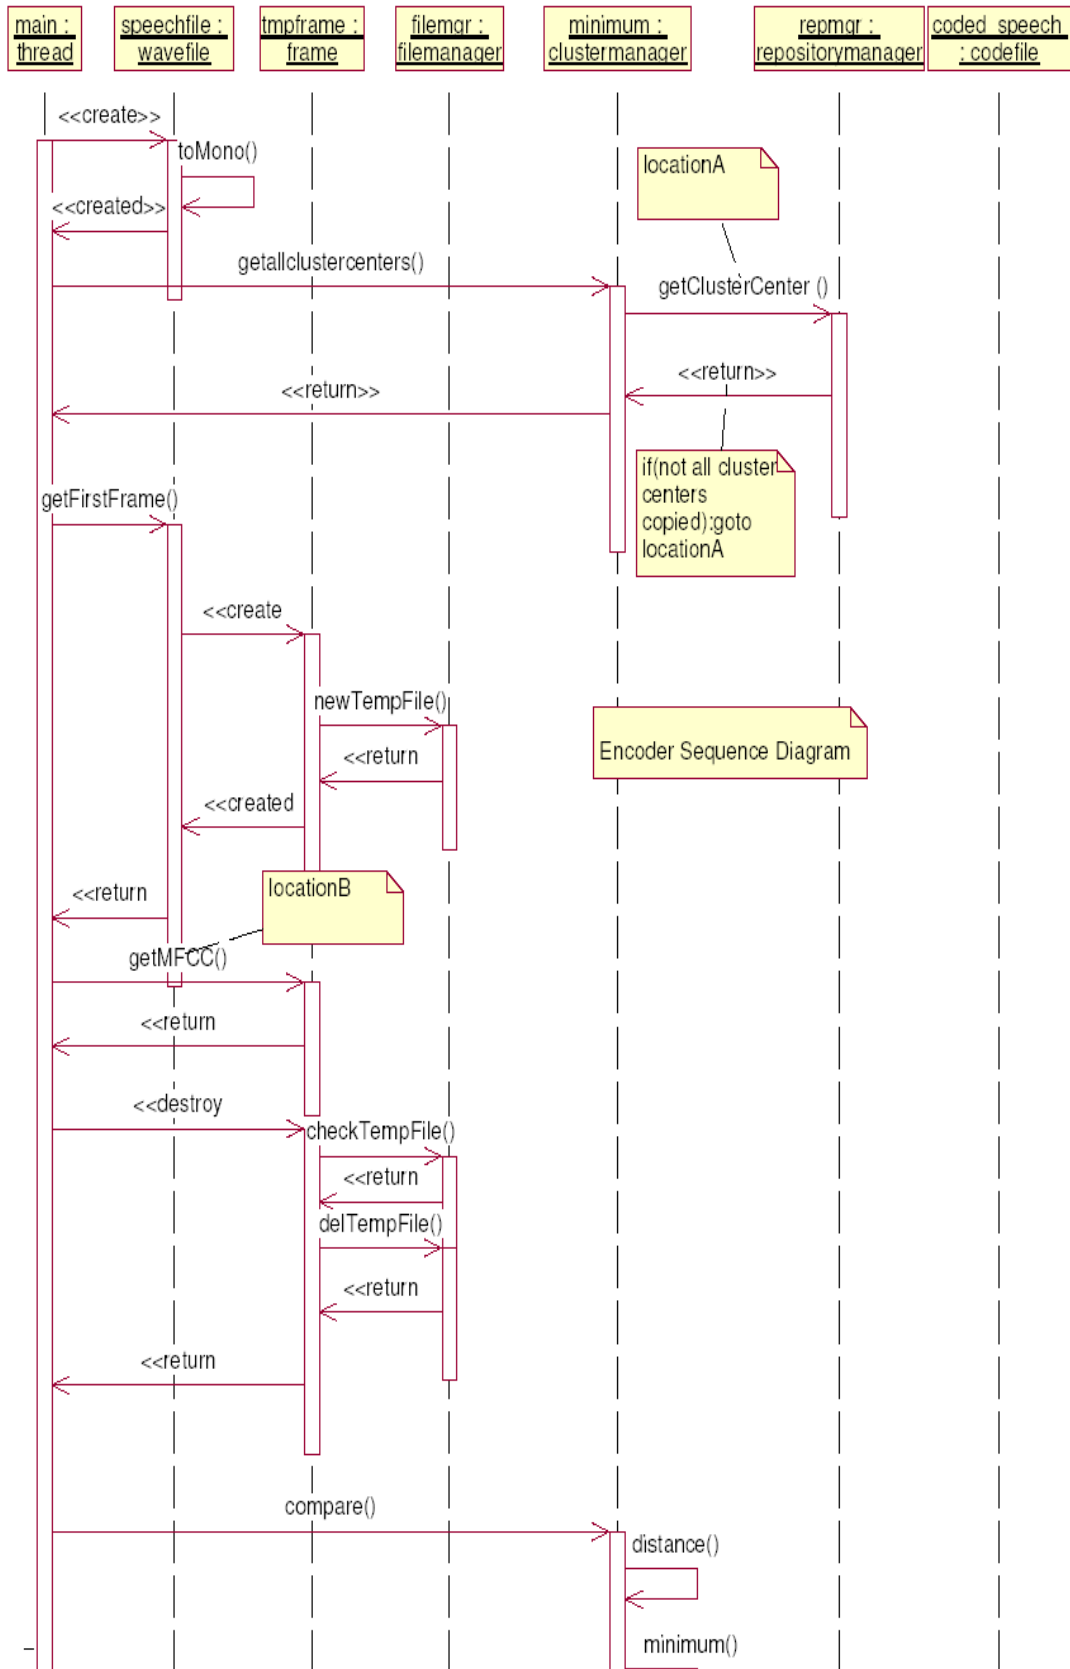 main :
thread
speechfile :
wavefile
tmpframe :
frame
filemgr :
filemanager
minimum :
clustermanager
repmgr :
repositorymanager
coded_speech
: codefile
<<create>>
toMono()
<<created>>
locationA
getallclustercenters()
getClusterCenter ()
<<return>>
<<return>>
if(not all cluster
centers
copied):goto
locationA
getFirstFrame()
<<create
newTempFile()
<<return
Encoder Sequence Diagram
<<created
locationB
<<return
getMFCC()
<<return
<<destroy
checkTempFile()
<<return
delTempFile()
<<return
<<return
compare()
distance()
minimum()